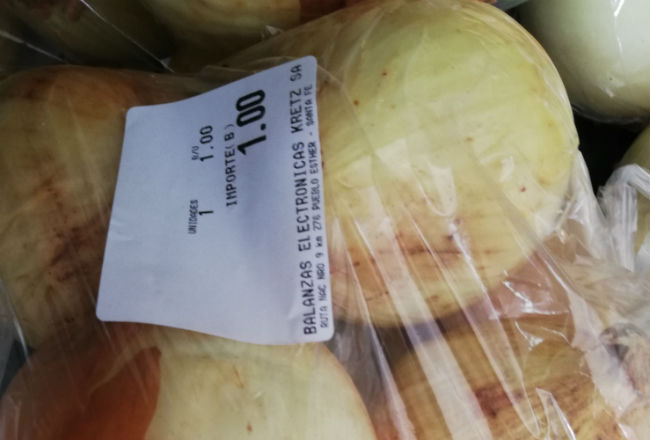 UNIDADES B/U
1 1.00
IMPORTE( B )
1.00
BALANZAS ELECTRONICAS KRETZ SA
RUTA NAC NRO 9 km 276 PUEBLO ESTHER - SANTA FE